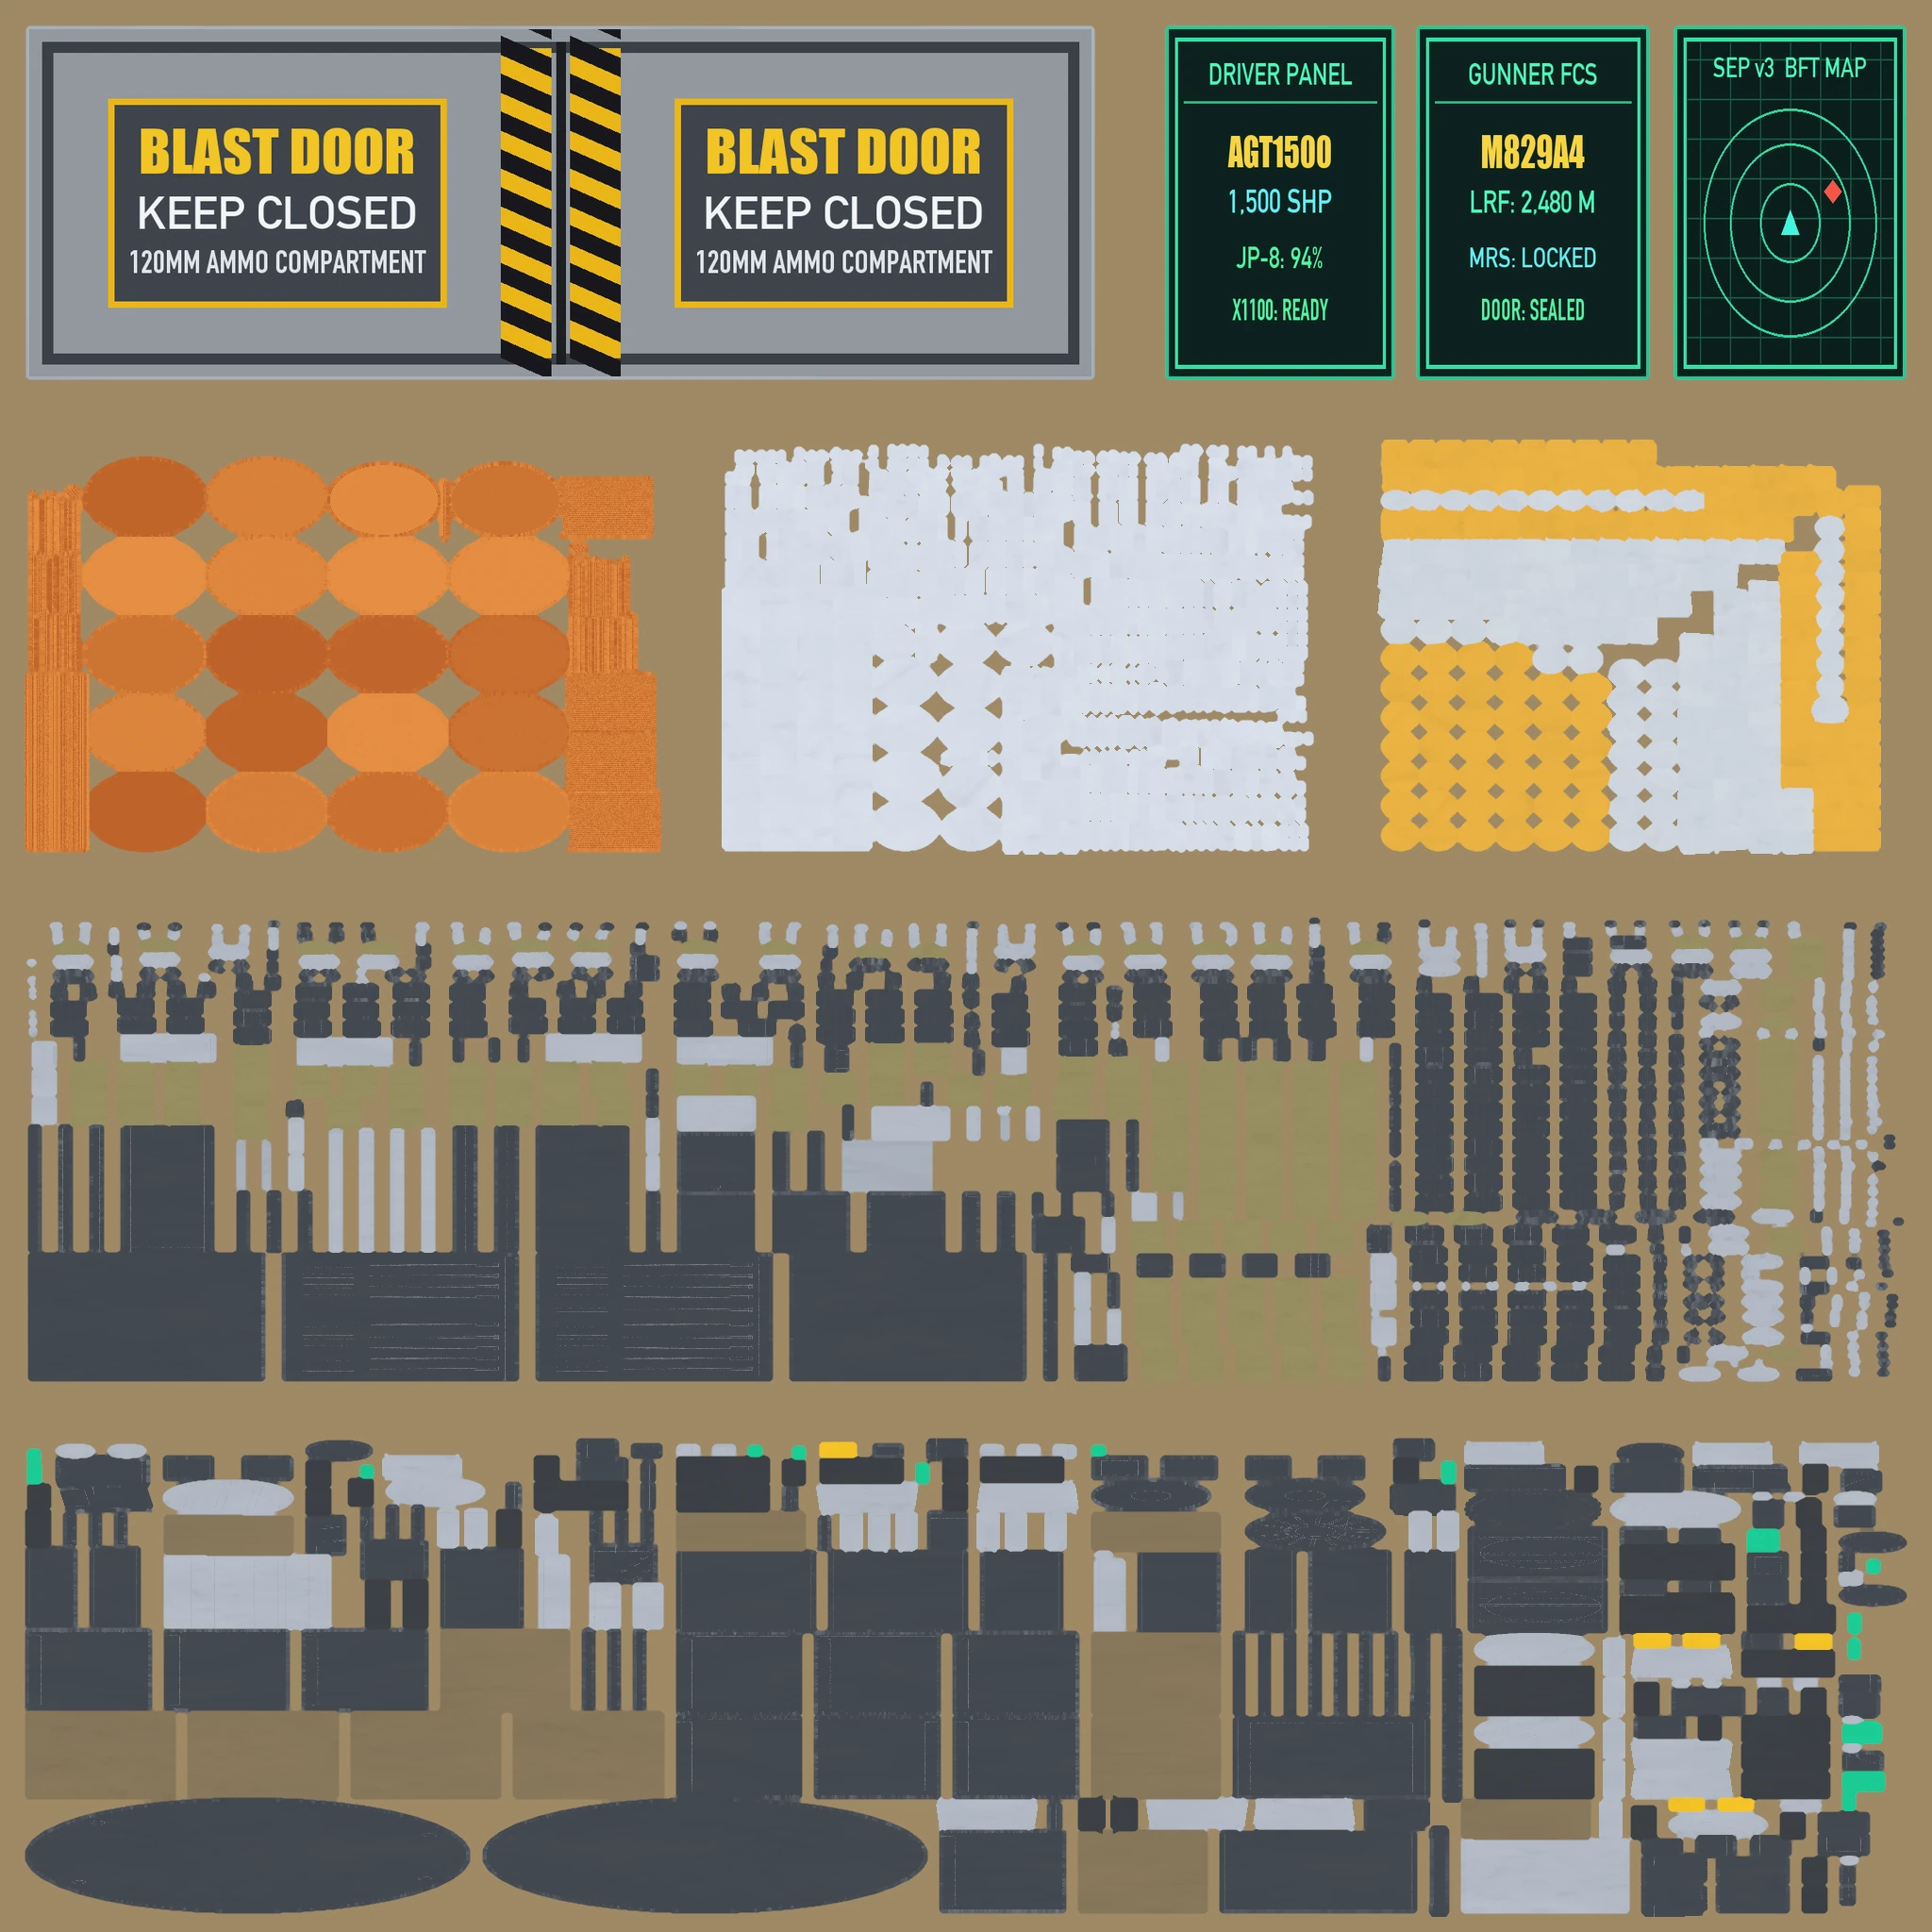 BLAST DOOR
KEEP CLOSED
120MM AMMO COMPARTMENT
BLAST DOOR
KEEP CLOSED
120MM AMMO COMPARTMENT
DRIVER PANEL
AGT1500
1,500 SHP
JP-8: 94%
X1100: READY
GUNNER FCS
M829A4
LRF: 2,480 M
MRS: LOCKED
DOOR: SEALED
SEP v3 BFT MAP